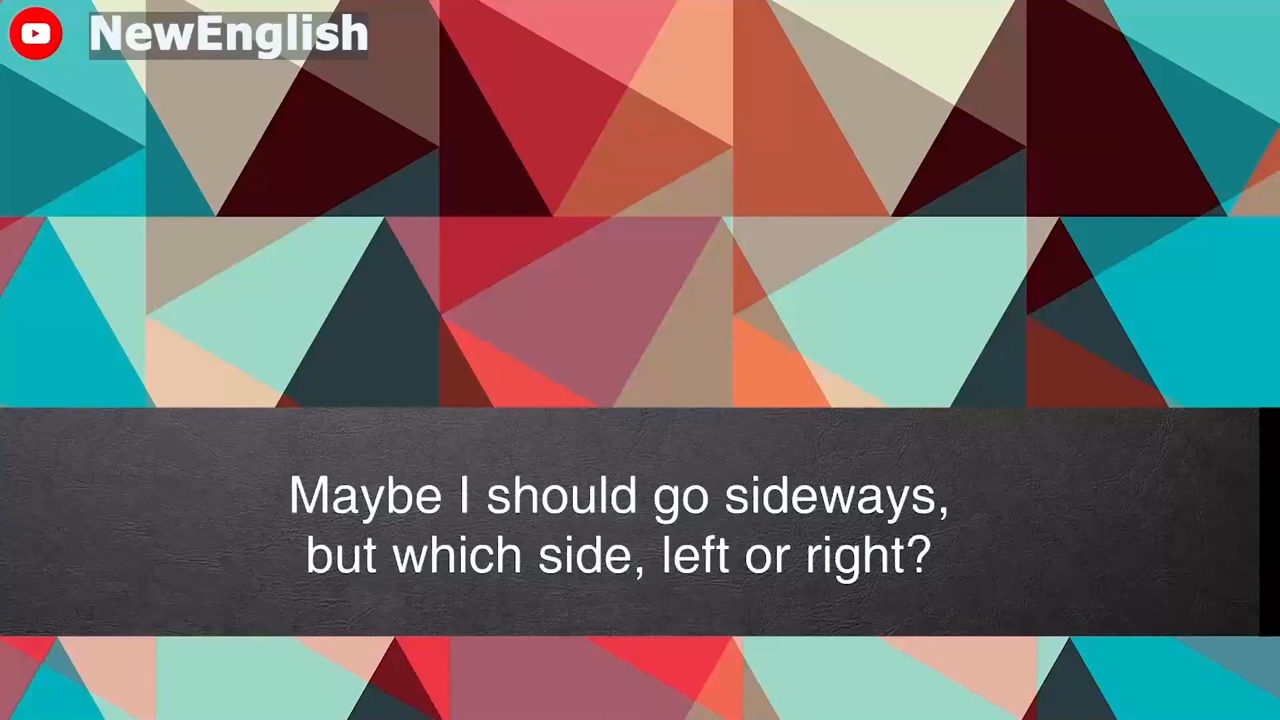 NewEnglish
Maybe I should go sideways,
but which side, left or right?